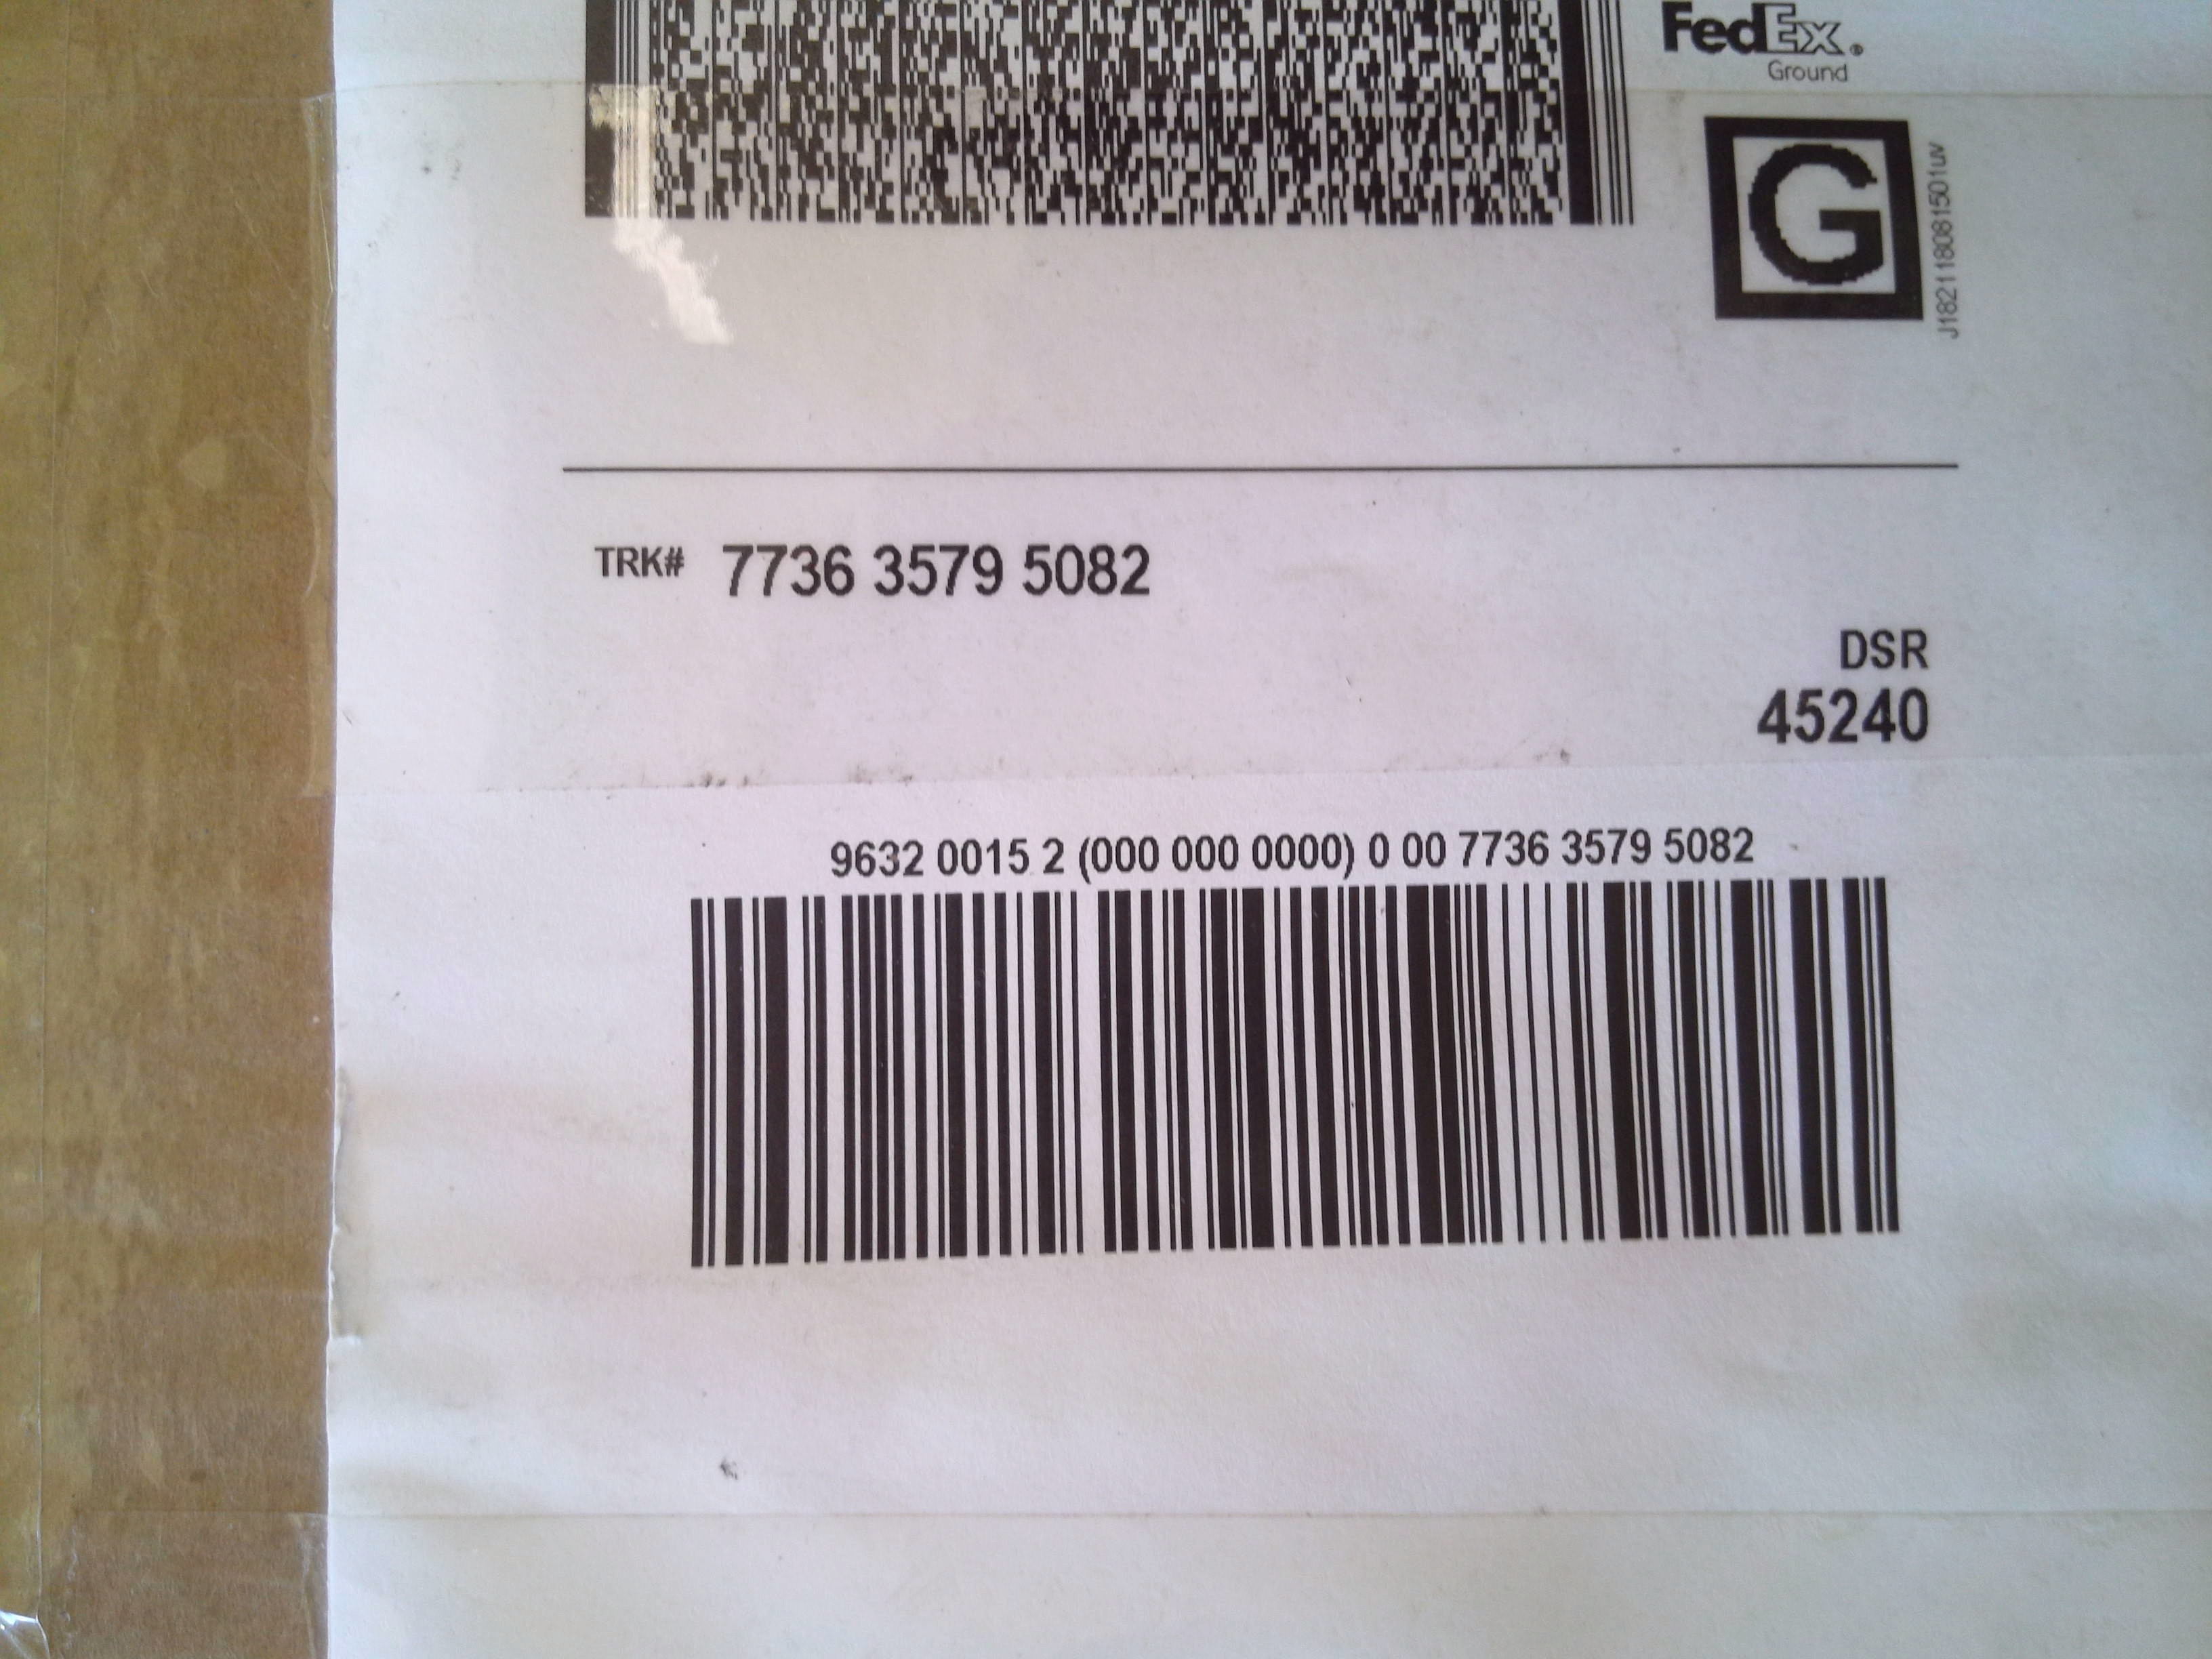 FedEx®
Ground
G
J182118081501uv
TRK# 7736 3579 5082
DSR
45240
9632 0015 2 (000 000 0000) 0 00 7736 3579 5082